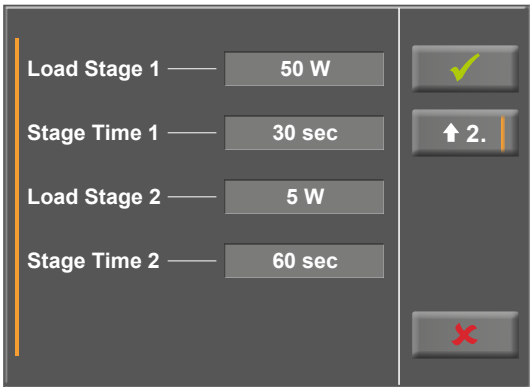 Load Stage 1 50 W
Stage Time 1 30 sec
2.
Load Stage 2 5 W
Stage Time 2 60 sec